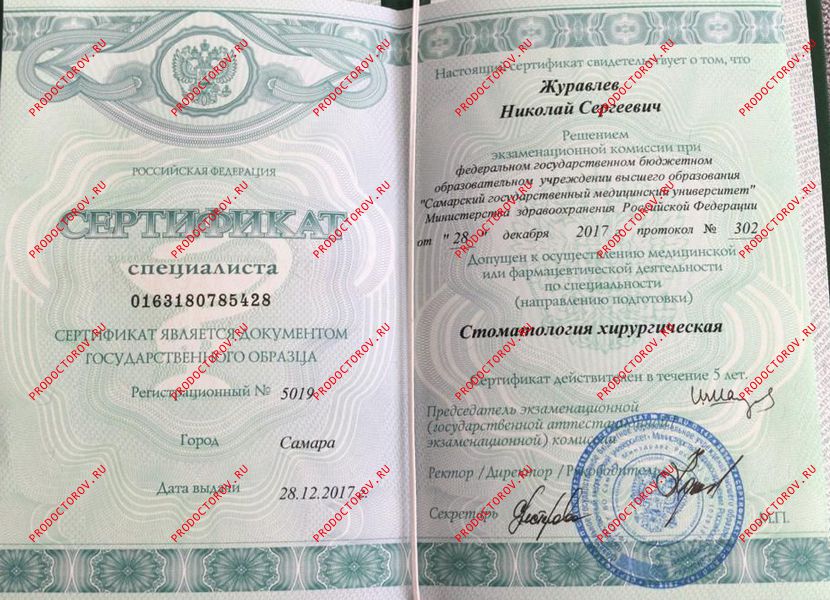 РОССИЙСКАЯ ФЕДЕРАЦИЯ
СЕРТИФИКАТ
специалиста
0163180785428
СЕРТИФИКАТ ЯВЛЯЕТСЯ ДОКУМЕНТОМ
ГОСУДАРСТВЕННОГО ОБРАЗЦА
Регистрационный № 5019
Город Самара
Дата выдачи 28.12.2017
Настоящий сертификат свидетельствует о том, что
Журавлев
Николай Сергеевич
Решением
экзаменационной комиссии при
федеральном государственном бюджетном
образовательном учреждении высшего образования
"Самарский государственный медицинский университет"
Министерства здравоохранения Российской Федерации
от "28" декабря 2017 протокол № 302
Допущен к осуществлению медицинской
или фармацевтической деятельности
по специальности
(направлению подготовки)
Стоматология хирургическая
Сертификат действителен в течение 5 лет.
Председатель экзаменационной
(государственной аттестационной,
экзаменационной) комиссии
Ректор /Директор /Руководитель
Секретарь
М.П.
PRODOCTOROV.RU